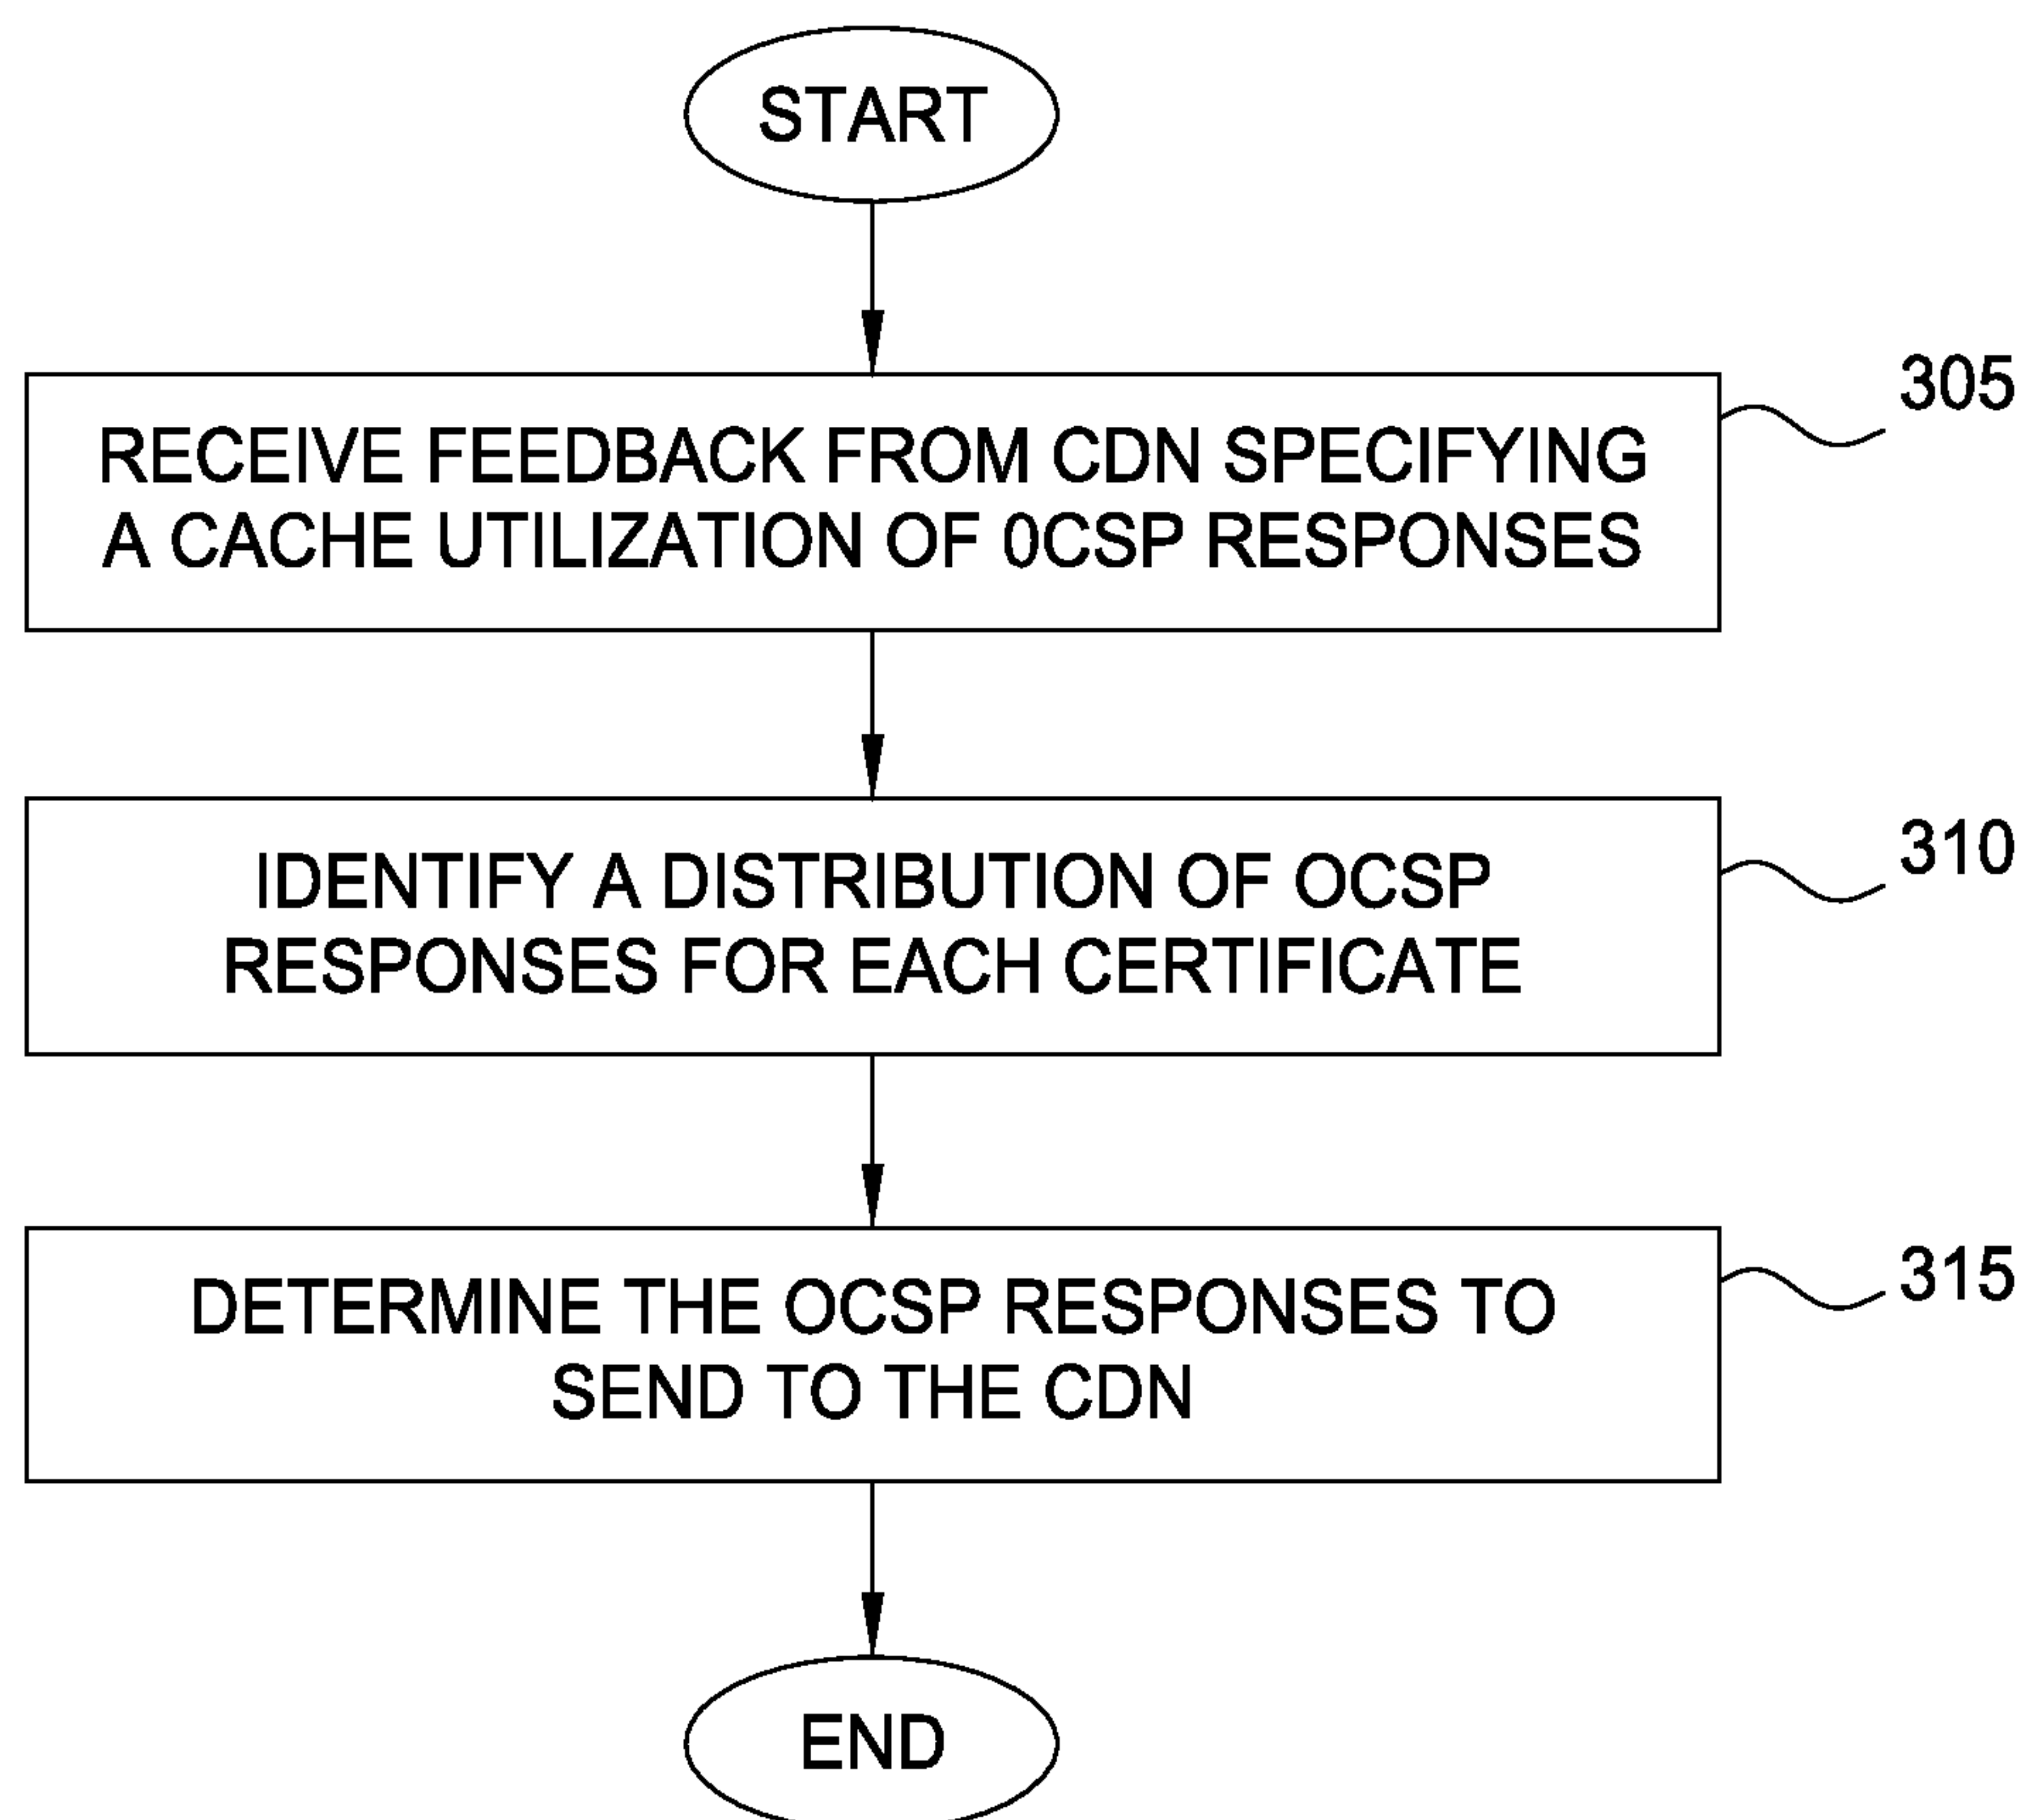 START
305
RECEIVE FEEDBACK FROM CDN SPECIFYING
A CACHE UTILIZATION OF 0CSP RESPONSES
310
IDENTIFY A DISTRIBUTION OF OCSP
RESPONSES FOR EACH CERTIFICATE
315
DETERMINE THE OCSP RESPONSES TO
SEND TO THE CDN
END